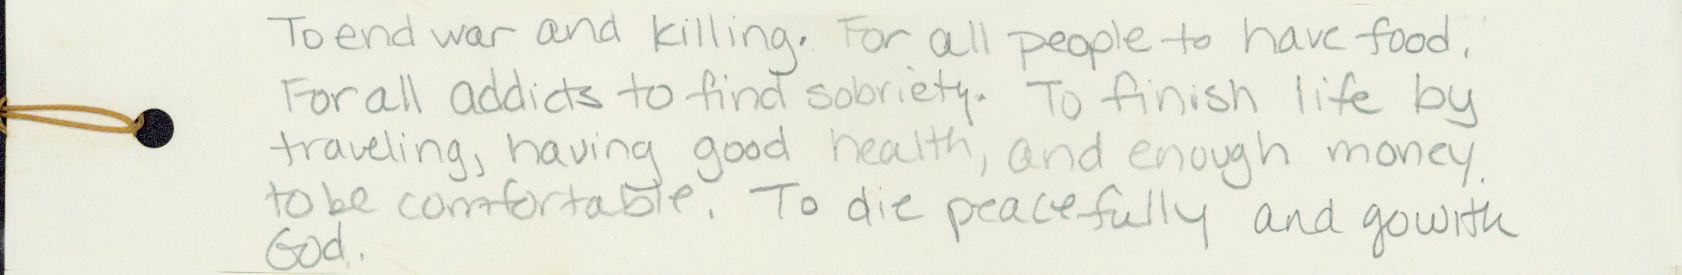 To end war and killing. For all people to have food.
For all addicts to find sobriety. To finish life by
traveling, having good health, and enough money
to be comfortable. To die peacefully and go with
God.